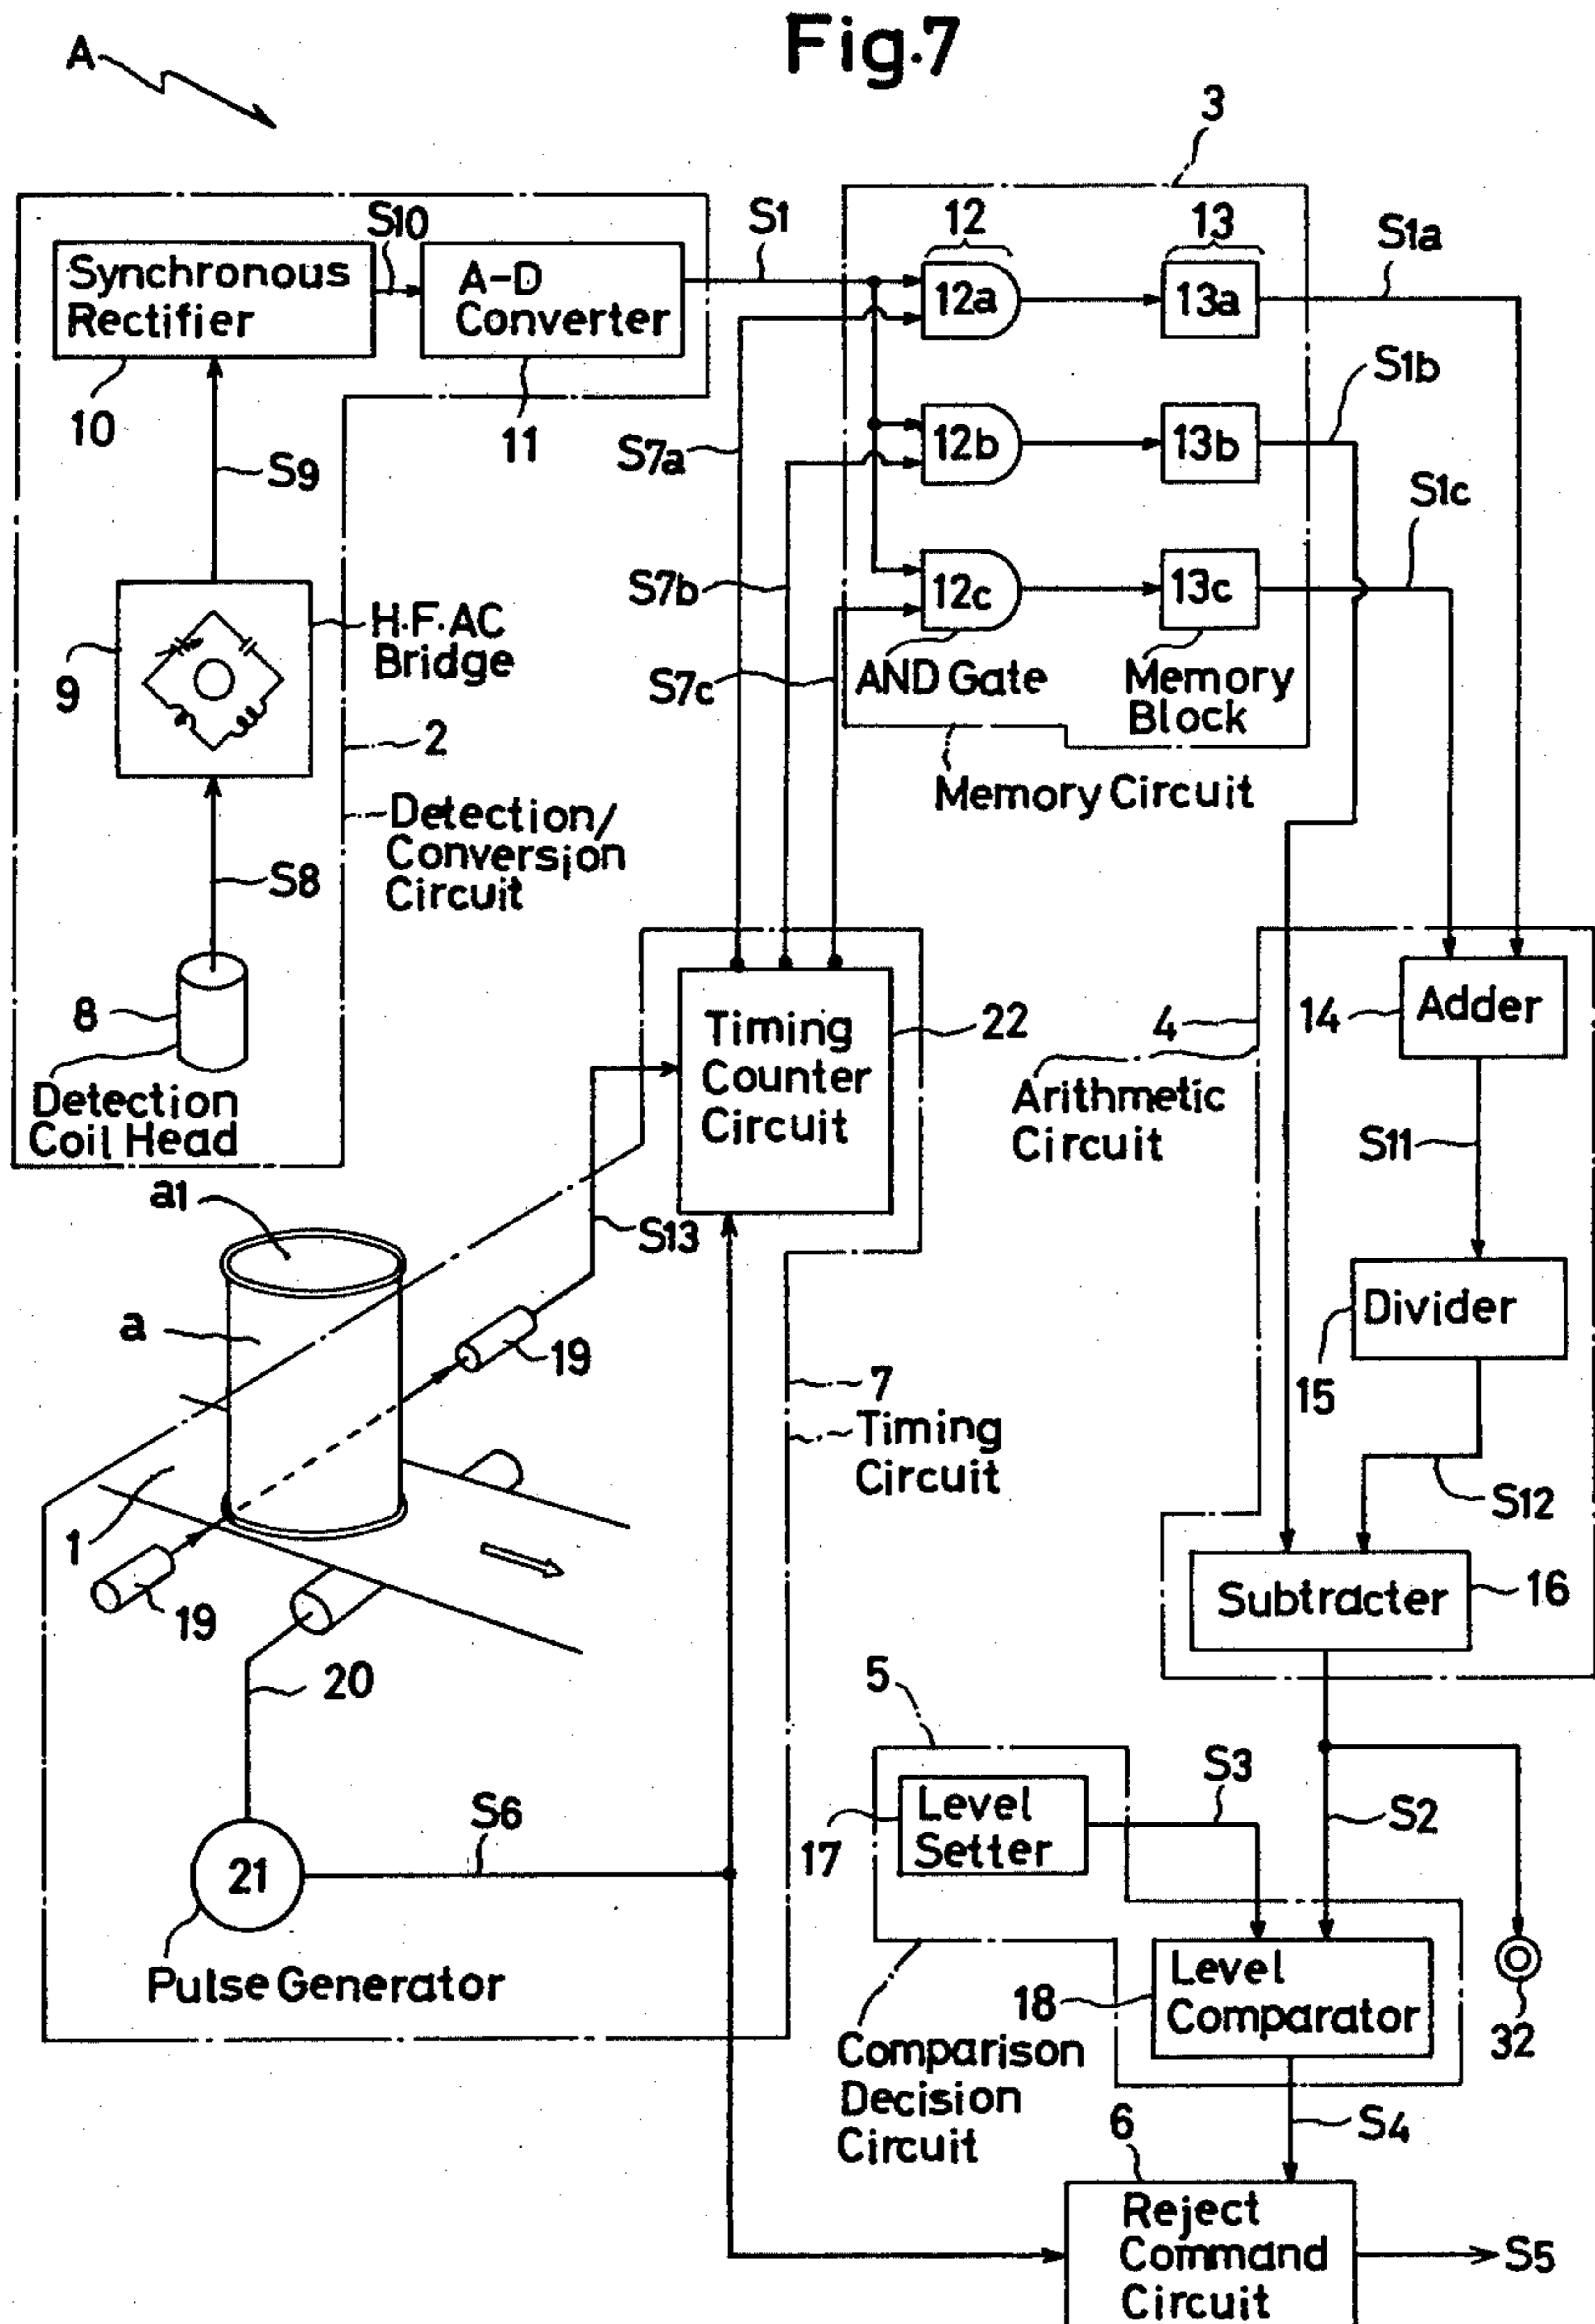 Fig.7
A
3
S10
S1
12
13
S1a
Synchronous
Rectifier
A-D
Converter
12a
13a
10
11
S7a
S1b
12b
13b
S9
S1c
S7b
12c
13c
H.F.AC
Bridge
9
S7c
AND Gate
Memory
Block
2
Memory Circuit
Detection/
Conversion
Circuit
S8
8
Detection
Coil Head
Timing
Counter
Circuit
22
4
14
Adder
Arithmetic
Circuit
S11
a1
S13
a
19
Divider
15
7
Timing
Circuit
S12
1
19
Subtracter
16
20
5
S3
S2
Level
Setter
17
S6
21
Pulse Generator
Level
Comparator
18
32
Comparison
Decision
Circuit
S4
6
Reject
Command
Circuit
S5